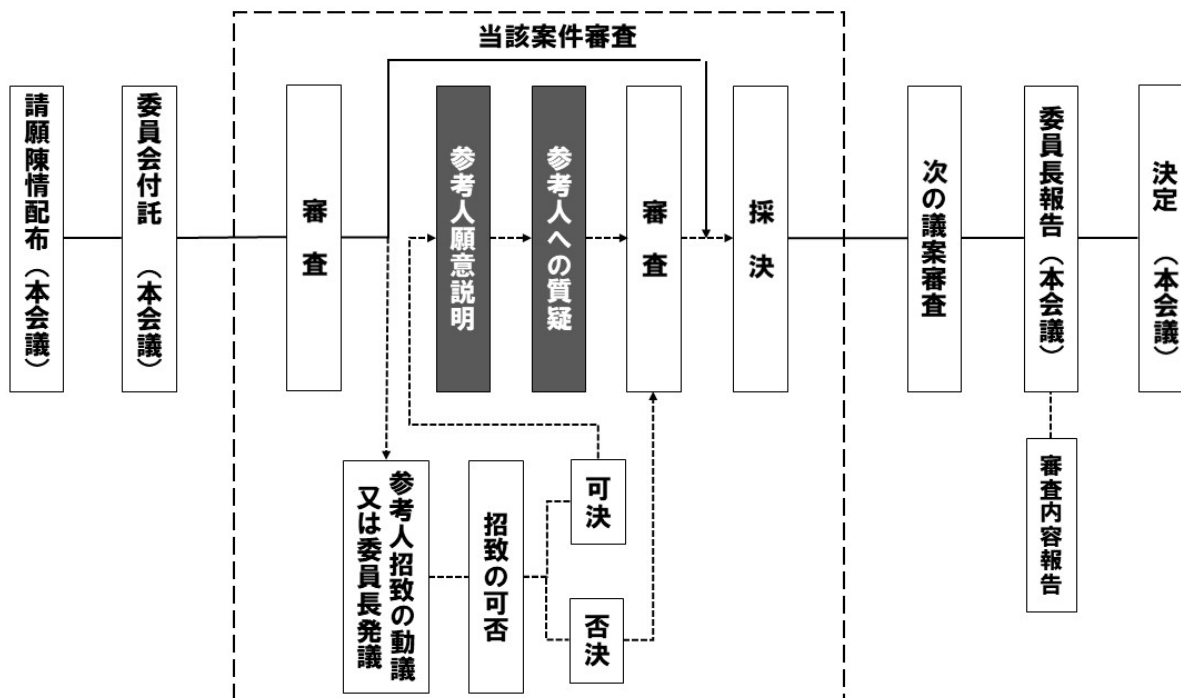 当該案件審査
請願陳情配布（本会議）
委員会付託（本会議）
審査
参考人願意説明
参考人への質疑
審査
採決
次の議案審査
委員長報告（本会議）
決定（本会議）
参考人招致の動議
又は委員長発議
招致の可否
可決
否決
審査内容報告